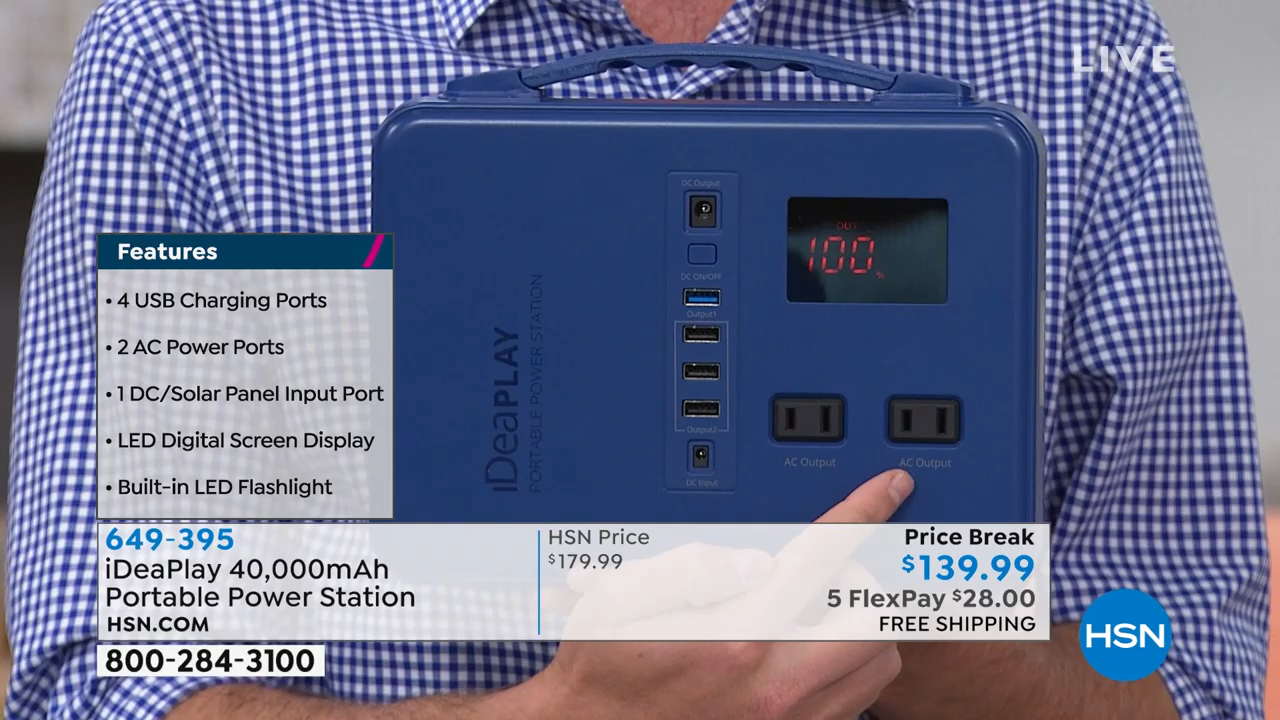 LIVE
DC Output
OUT
100%
DC ON/OFF
Output1
Output2
DC Input
AC Output
AC Output
iDeaPLAY
PORTABLE POWER STATION
Features
• 4 USB Charging Ports
• 2 AC Power Ports
• 1 DC/Solar Panel Input Port
• LED Digital Screen Display
• Built-in LED Flashlight
649-395
iDeaPlay 40,000mAh
Portable Power Station
HSN.COM
HSN Price
$179.99
Price Break
$139.99
5 FlexPay $28.00
FREE SHIPPING
800-284-3100
HSN